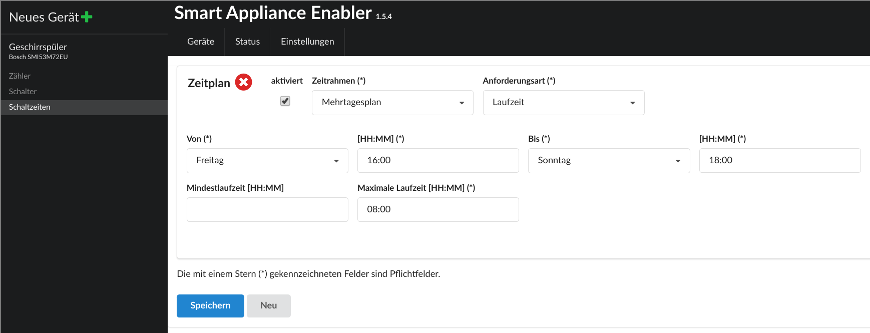 Neues Gerät
Smart Appliance Enabler 1.5.4
Geräte Status Einstellungen
Geschirrspüler
Bosch SMI53M72EU
Zähler
Schalter
Schaltzeiten
Zeitplan aktiviert Zeitrahmen (*) Anforderungsart (*)
Mehrtagesplan Laufzeit
Von (*) [HH:MM] (*) Bis (*) [HH:MM] (*)
Freitag 16:00 Sonntag 18:00
Mindestlaufzeit [HH:MM] Maximale Laufzeit [HH:MM] (*)
08:00
Die mit einem Stern (*) gekennzeichneten Felder sind Pflichtfelder.
Speichern Neu